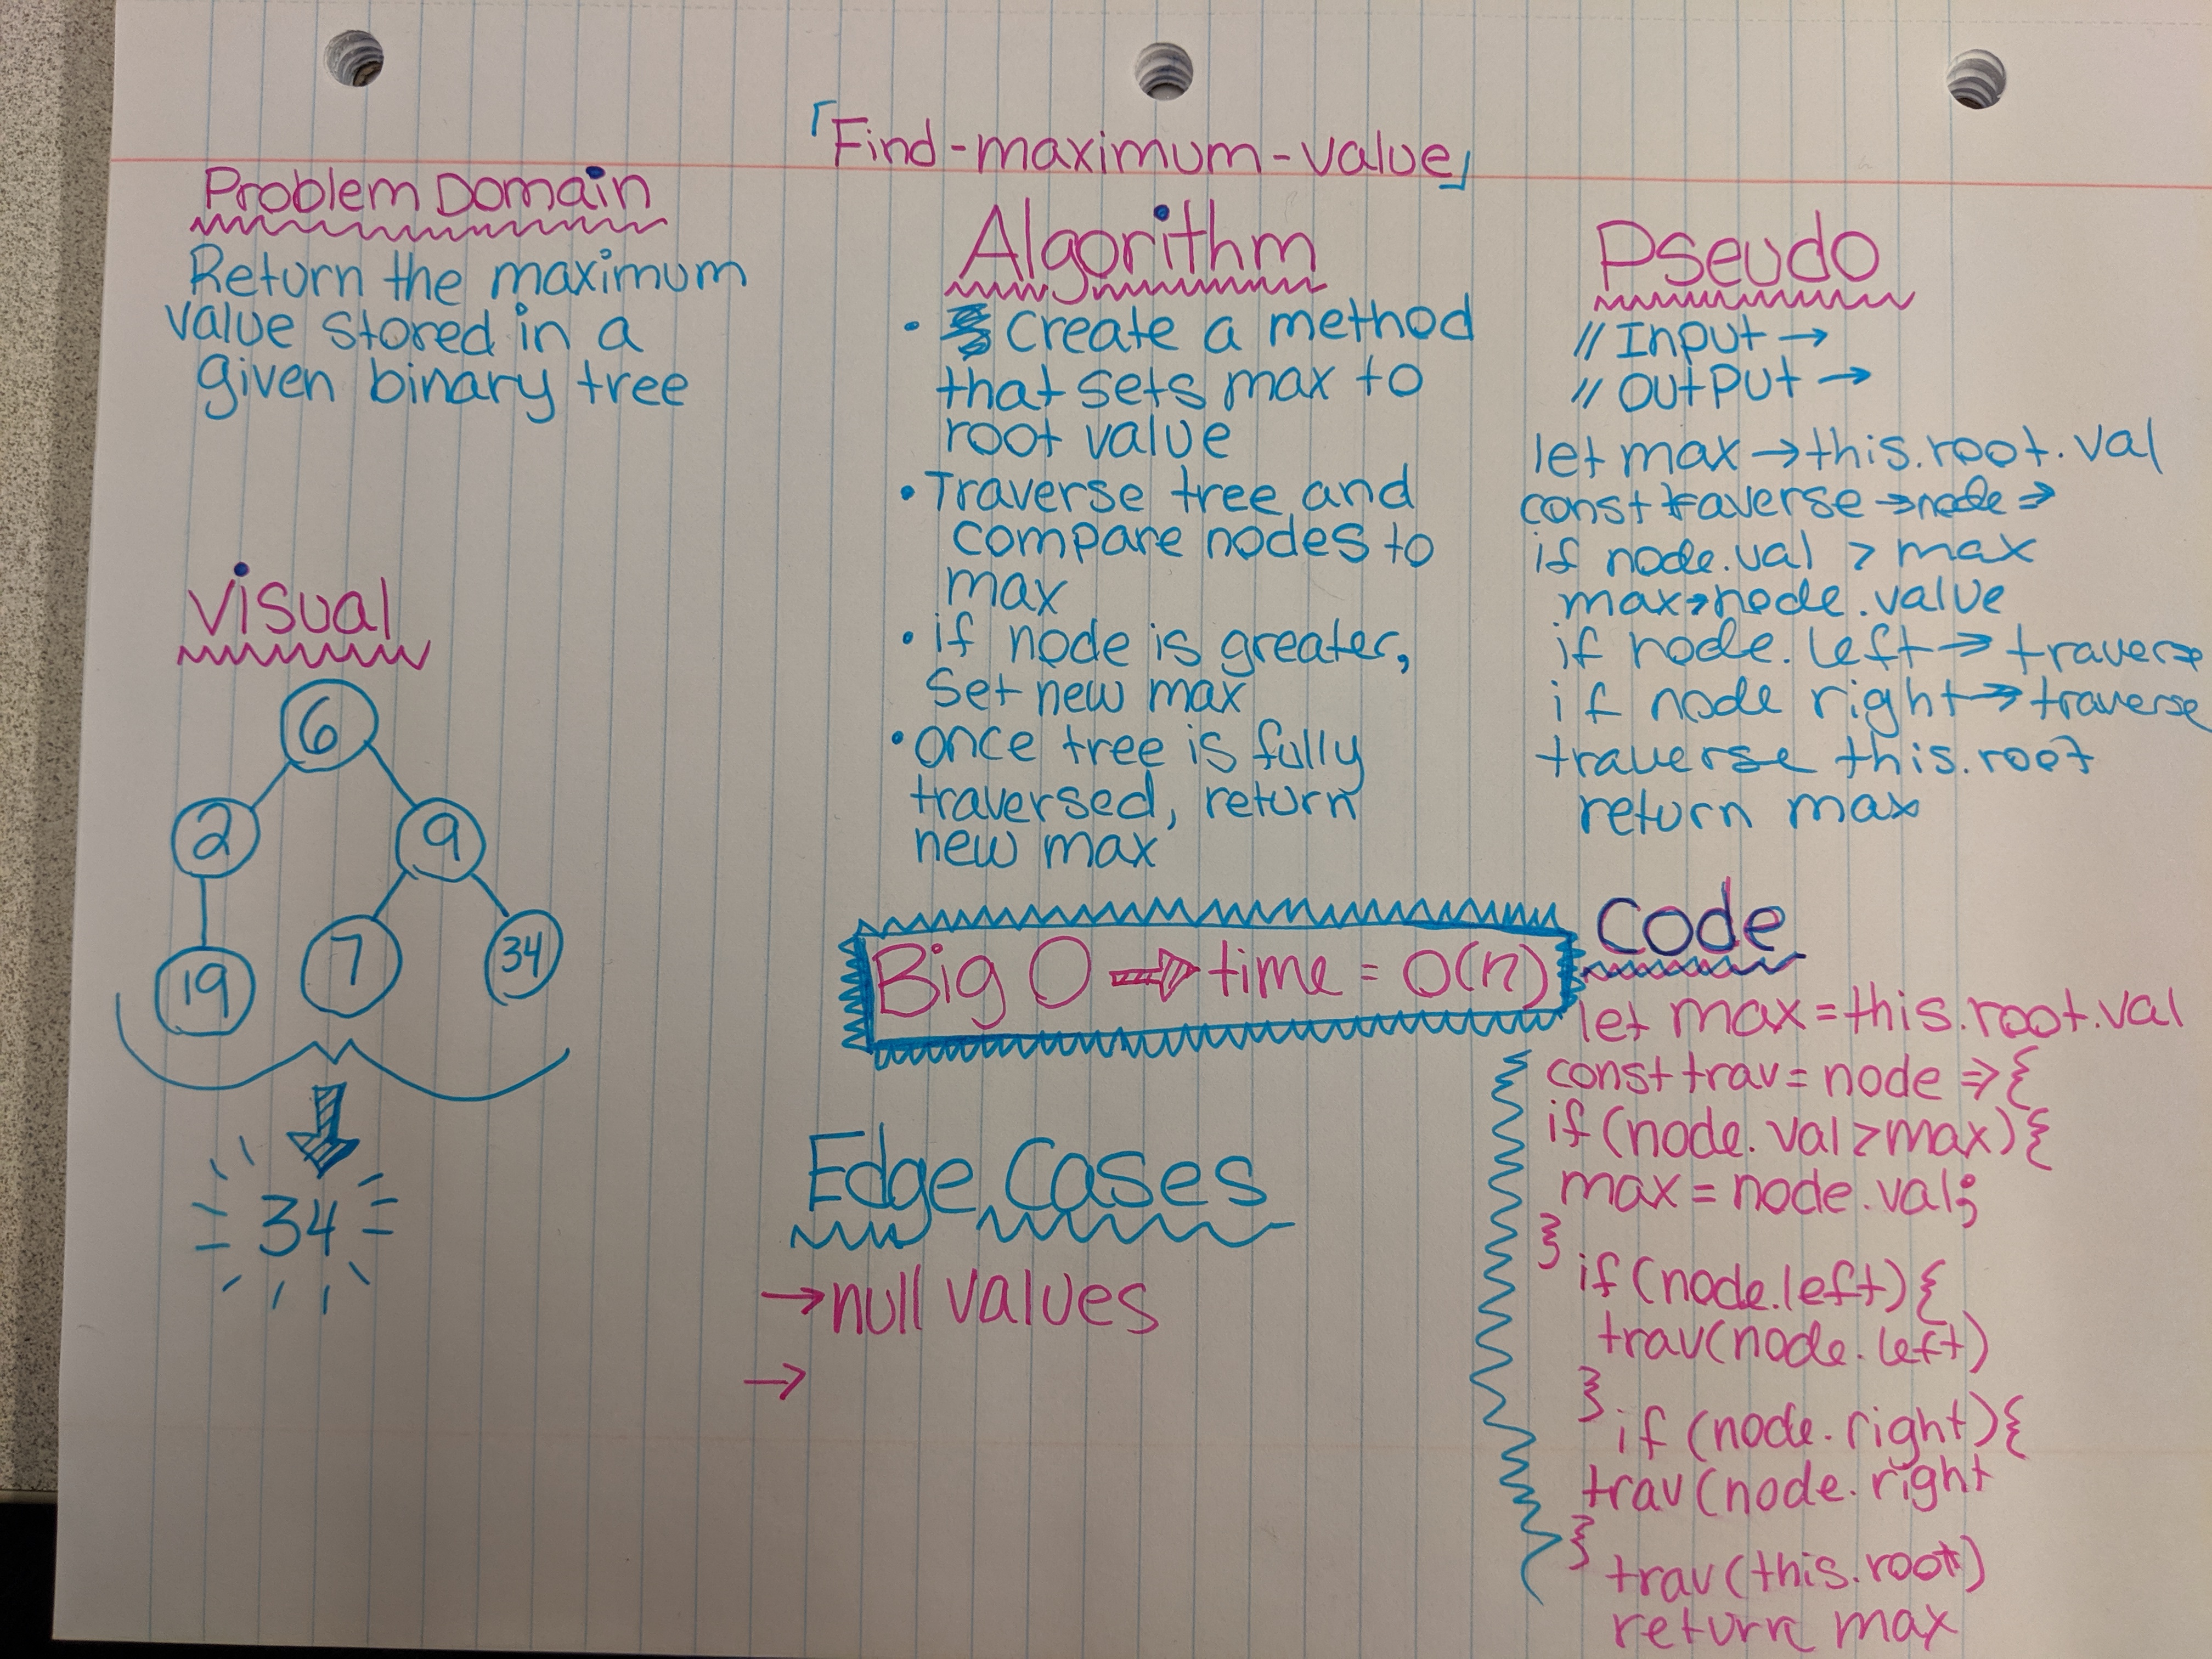 「Find-maximum-value」
Problem Domain
Return the maximum
value stored in a
given binary tree
Visual
6
2
9
19
7
34
34
Algorithm
• Create a method
that sets max to
root value
• Traverse tree and
compare nodes to
max
• if node is greater,
set new max
• once tree is fully
traversed, return
new max
Big O → time = O(n)
Edge Cases
→ null values
→
Pseudo
// Input →
// Output →
let max → this.root.val
const traverse → node ⇒
if node.val > max
max → node.value
if node.left → traverse
if node right → traverse
traverse this.root
return max
Code
let max = this.root.val
const trav = node => {
if (node.val > max) {
max = node.val;
} if (node.left) {
trav(node.left)
} if (node.right) {
trav(node.right
} trav(this.root)
return max